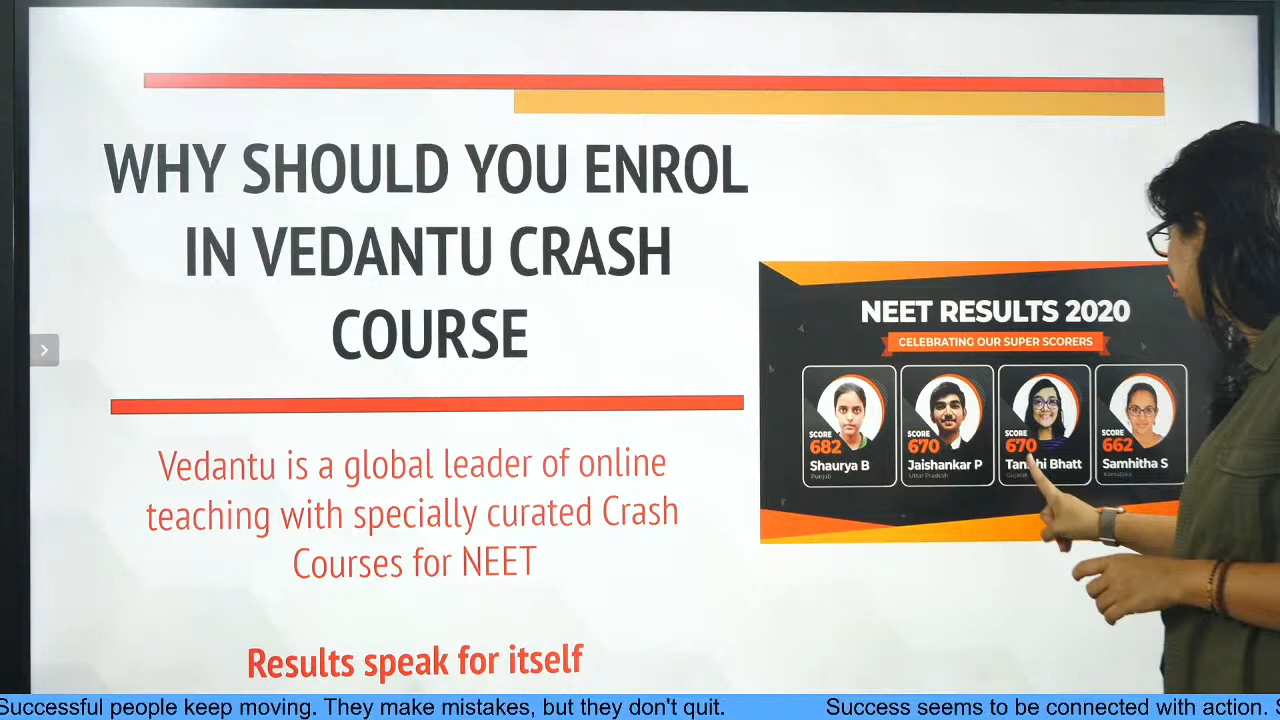 WHY SHOULD YOU ENROL
IN VEDANTU CRASH
COURSE
Vedantu is a global leader of online
teaching with specially curated Crash
Courses for NEET
Results speak for itself
NEET RESULTS 2020
CELEBRATING OUR SUPER SCORERS
SCORE
682
Shaurya B
Punjab
SCORE
670
Jaishankar P
Uttar Pradesh
SCORE
670
Bhatt
Gujarat
SCORE
662
Samhitha S
Karnataka
Successful people keep moving. They make mistakes, but they don't quit.
Success seems to be connected with action.